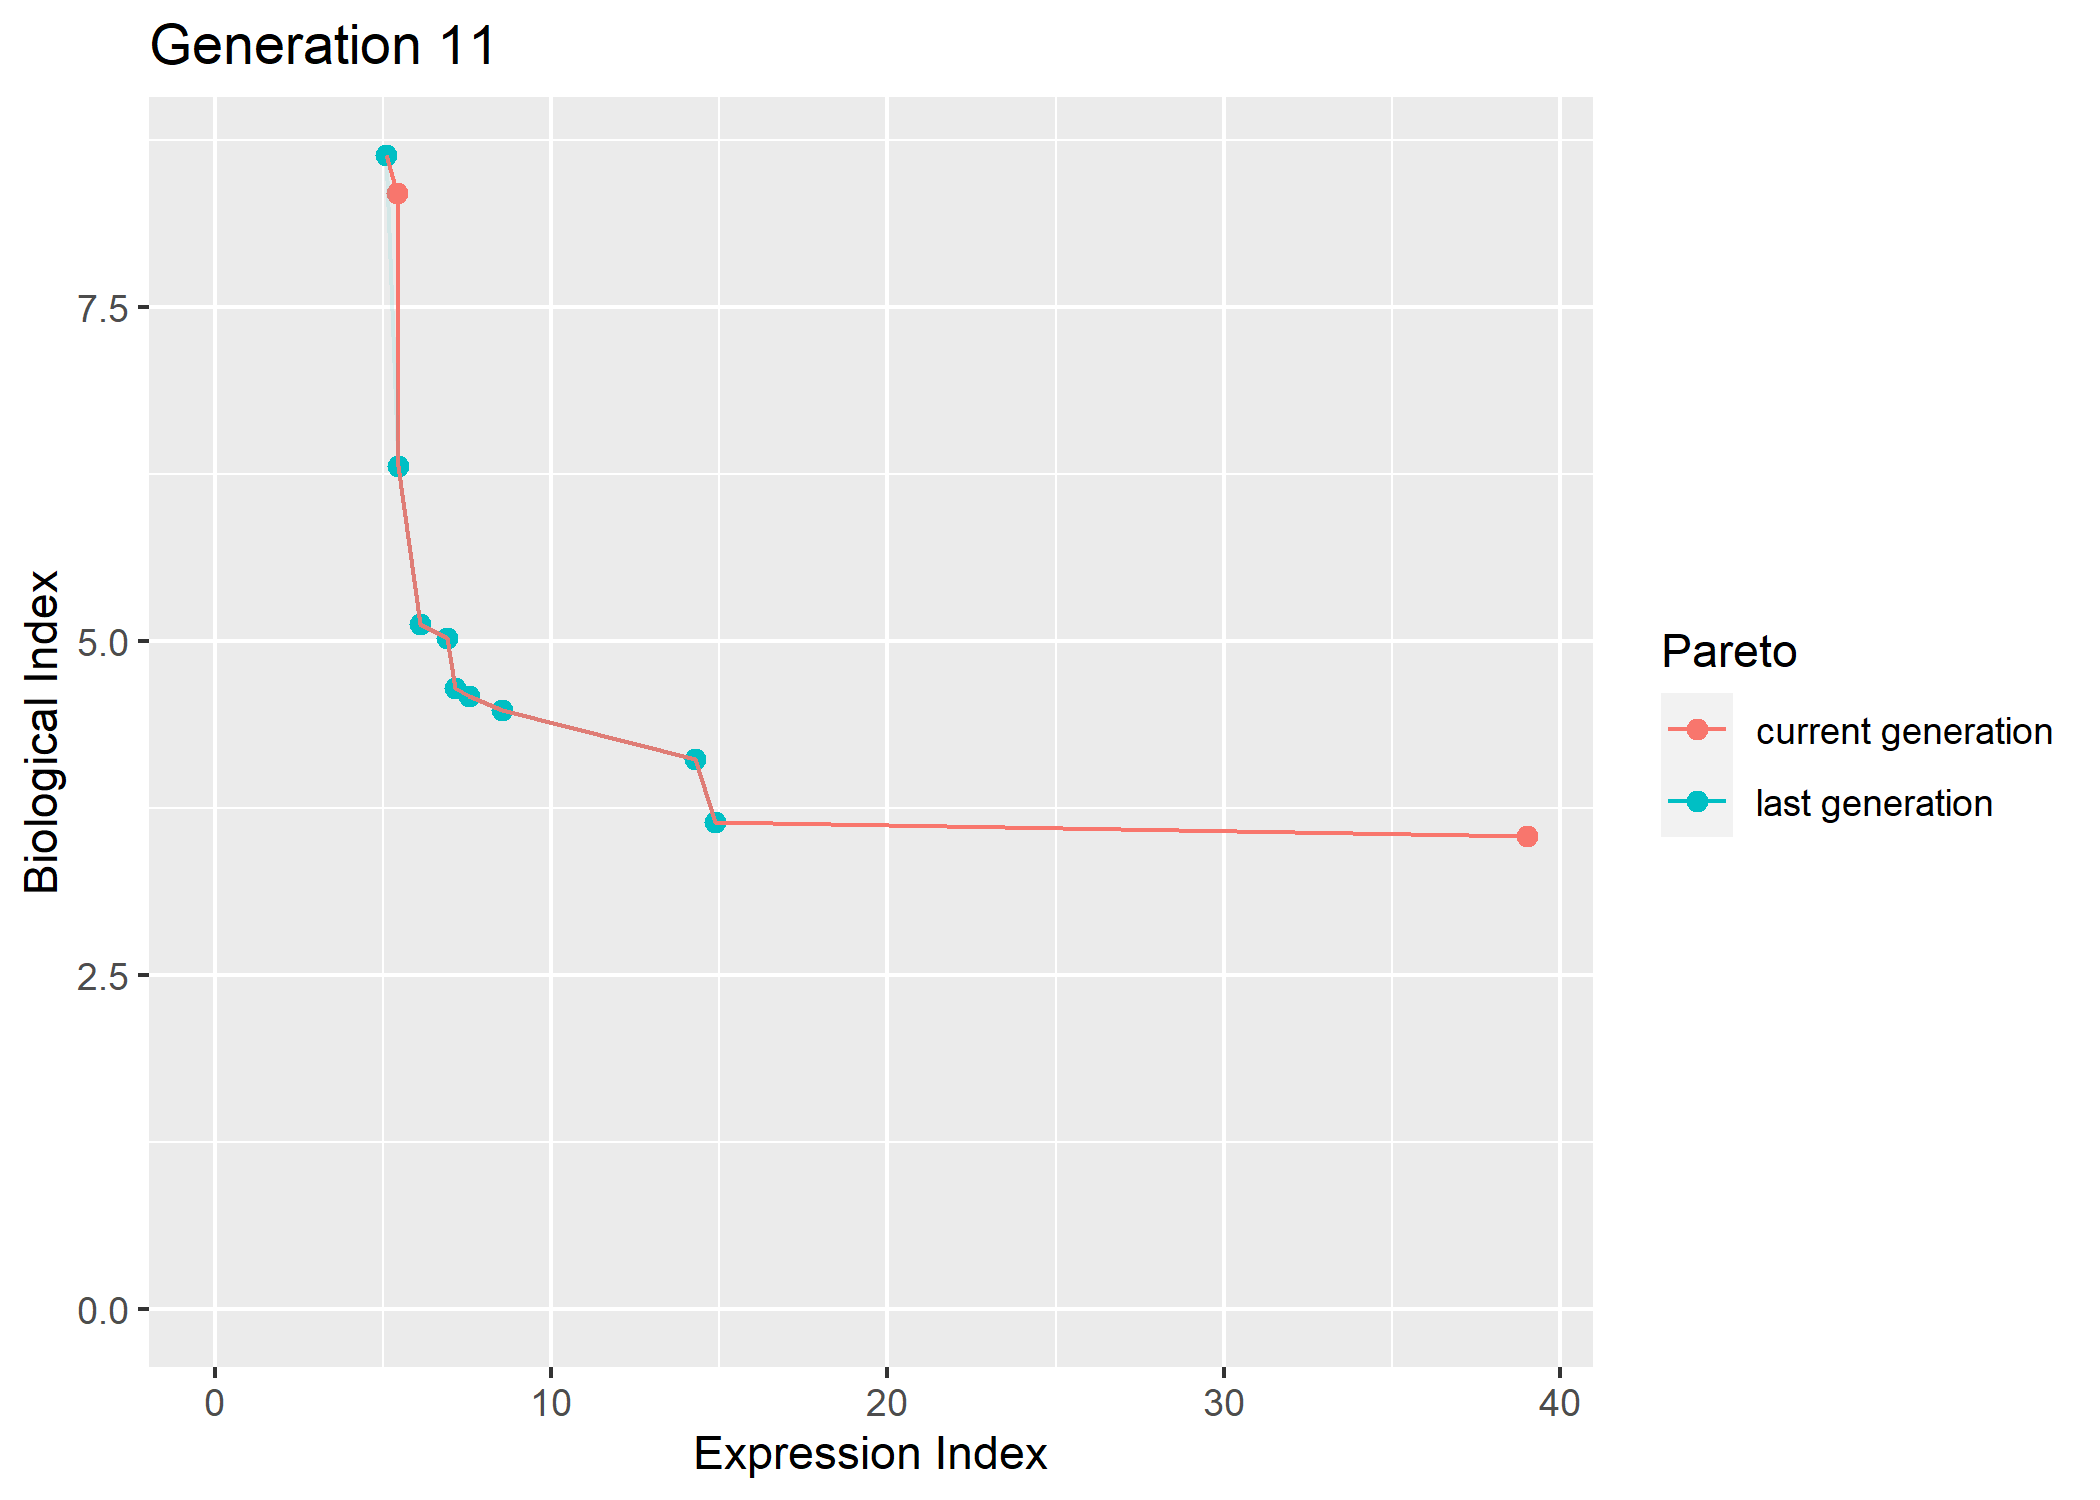 Generation 11
Biological Index
7.5
5.0
2.5
0.0
0 10 20 30 40
Expression Index
Pareto
current generation
last generation